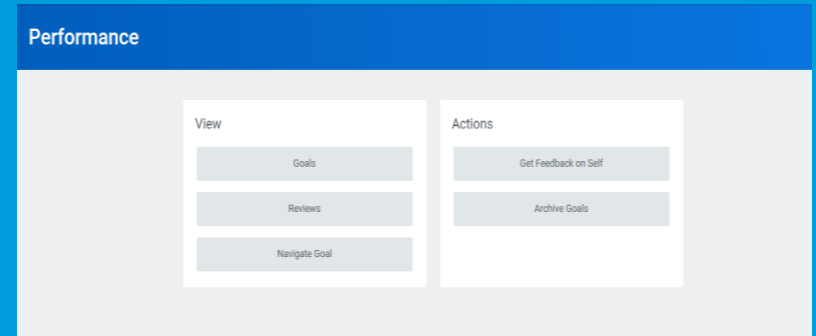 Performance
View
Goals
Reviews
Navigate Goal
Actions
Get Feedback on Self
Archive Goals